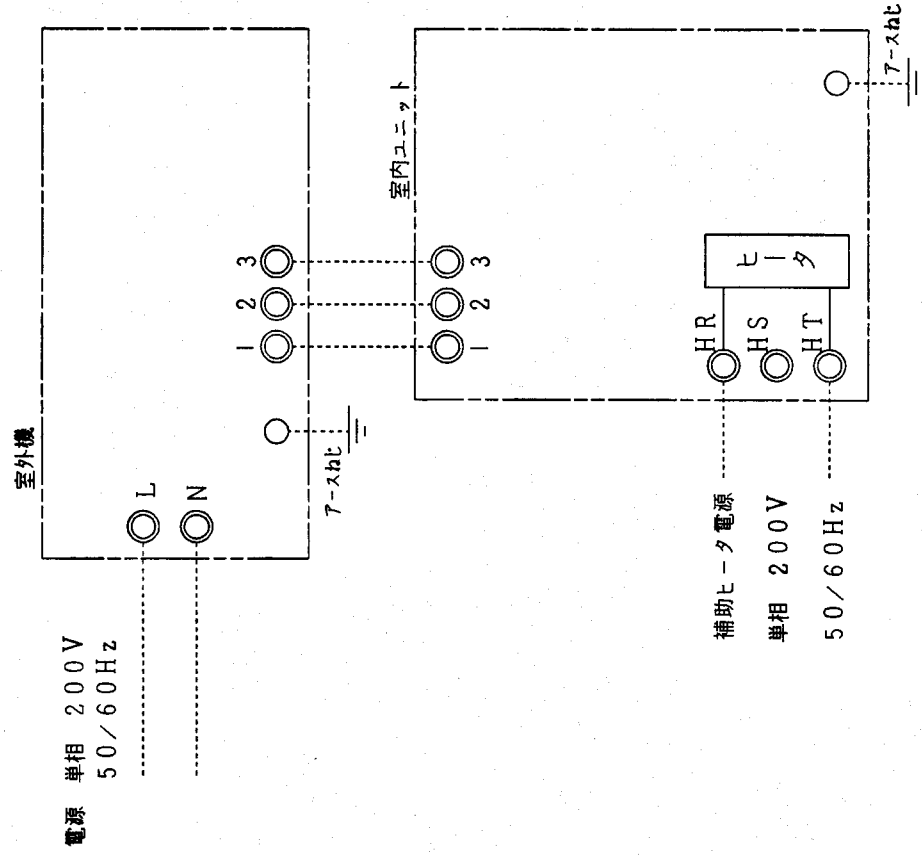 電源 単相 200V
50/60Hz
室外機
L
N
アースねじ
1
2
3
室内ユニット
1
2
3
補助ヒータ電源
単相 200V
50/60Hz
HR
HS
HT
ヒータ
アースねじ